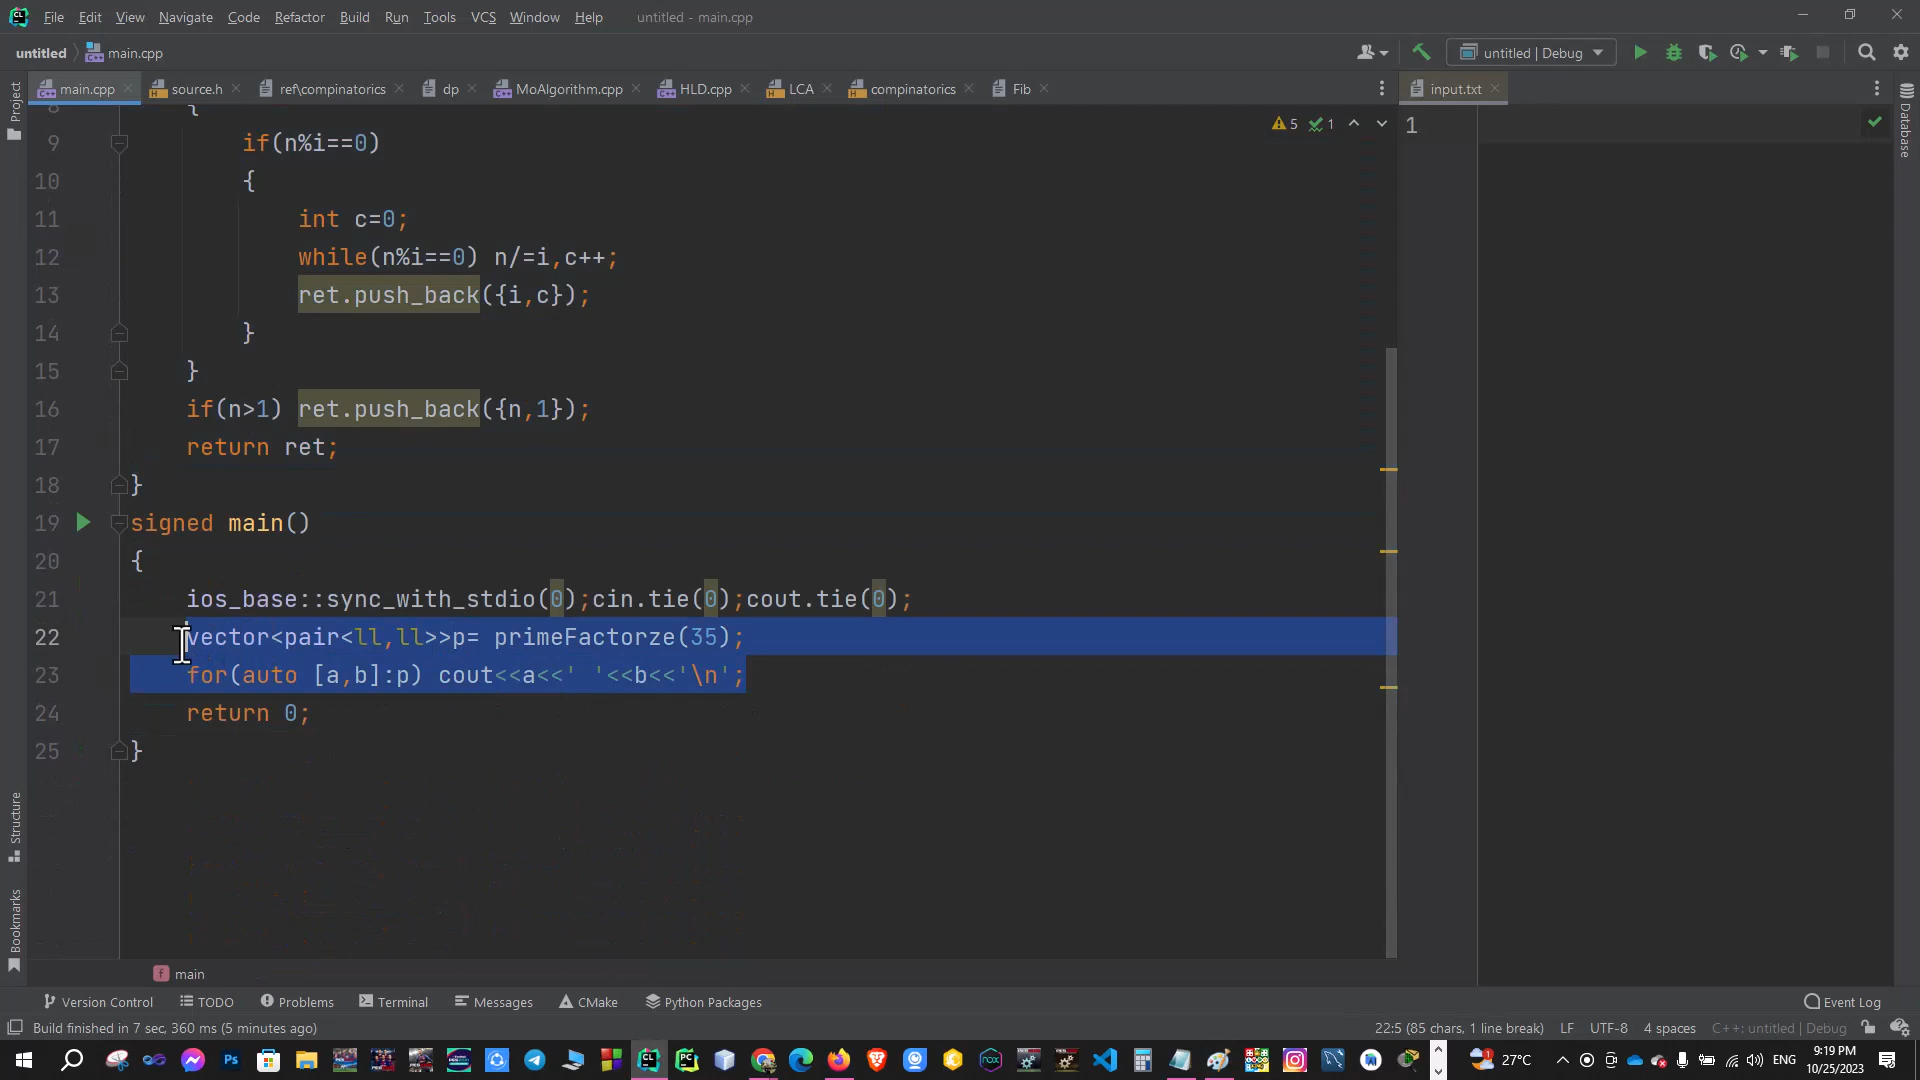 File Edit View Navigate Code Refactor Build Run Tools VCS Window Help untitled - main.cpp
untitled main.cpp untitled | Debug
main.cpp source.h ref\compinatorics dp MoAlgorithm.cpp HLD.cpp LCA compinatorics Fib input.txt
Project
Database
5 1
1
8 {
9 if(n%i==0)
10 {
11 int c=0;
12 while(n%i==0) n/=i,c++;
13 ret.push_back({i,c});
14 }
15 }
16 if(n>1) ret.push_back({n,1});
17 return ret;
18 }
19 signed main()
20 {
21 ios_base::sync_with_stdio(0);cin.tie(0);cout.tie(0);
22 vector<pair<ll,ll>>p= primeFactorze(35);
23 for(auto [a,b]:p) cout<<a<<' '<<b<<'\n';
24 return 0;
25 }
Structure
Bookmarks
f main
Version Control TODO Problems Terminal Messages CMake Python Packages Event Log
Build finished in 7 sec, 360 ms (5 minutes ago) 22:5 (85 chars, 1 line break) LF UTF-8 4 spaces C++: untitled | Debug
27°C ENG 9:19 PM
10/25/2023